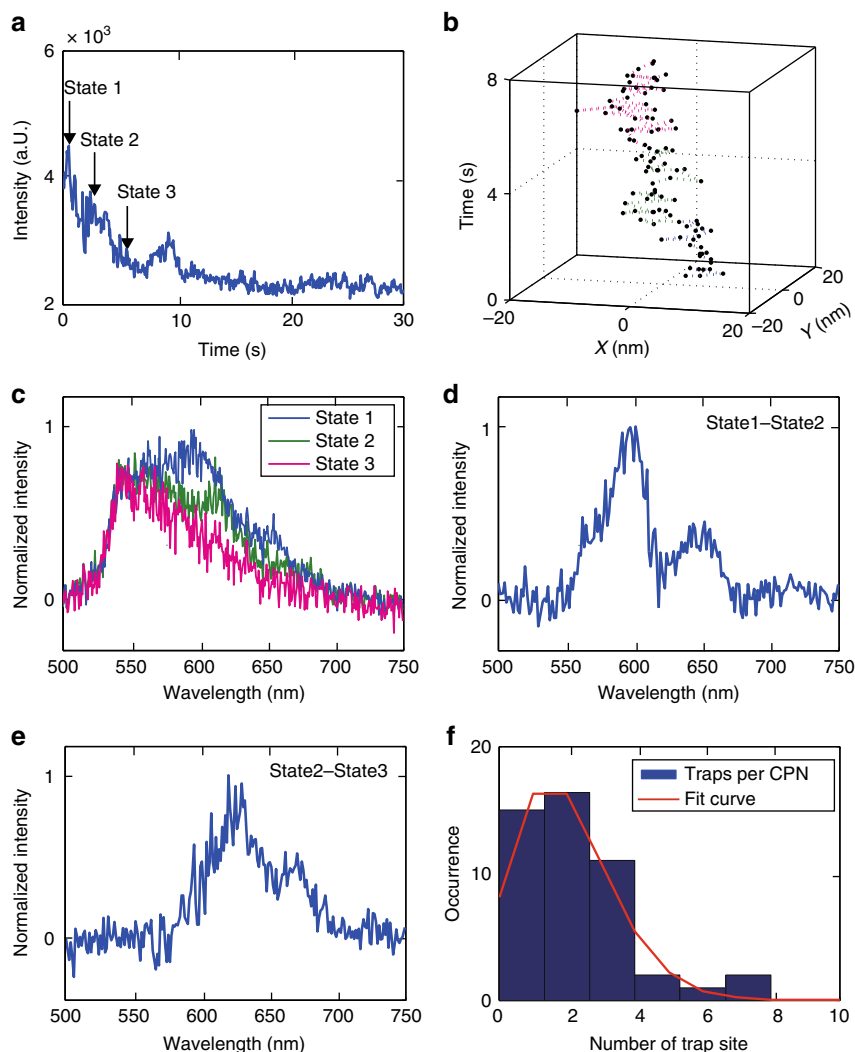 a
× 10³
6
4
2
Intensity (a.U.)
State 1
State 2
State 3
0 10 20 30
Time (s)
b
8
4
0
Time (s)
–20 0 20
X (nm)
–20 0 20
Y (nm)
c
1
0
Normalized intensity
State 1
State 2
State 3
500 550 600 650 700 750
Wavelength (nm)
d
State1–State2
1
0
Normalized intensity
500 550 600 650 700 750
Wavelength (nm)
e
State2–State3
1
0
Normalized intensity
500 550 600 650 700 750
Wavelength (nm)
f
20
10
0
Occurrence
Traps per CPN
Fit curve
0 2 4 6 8 10
Number of trap site